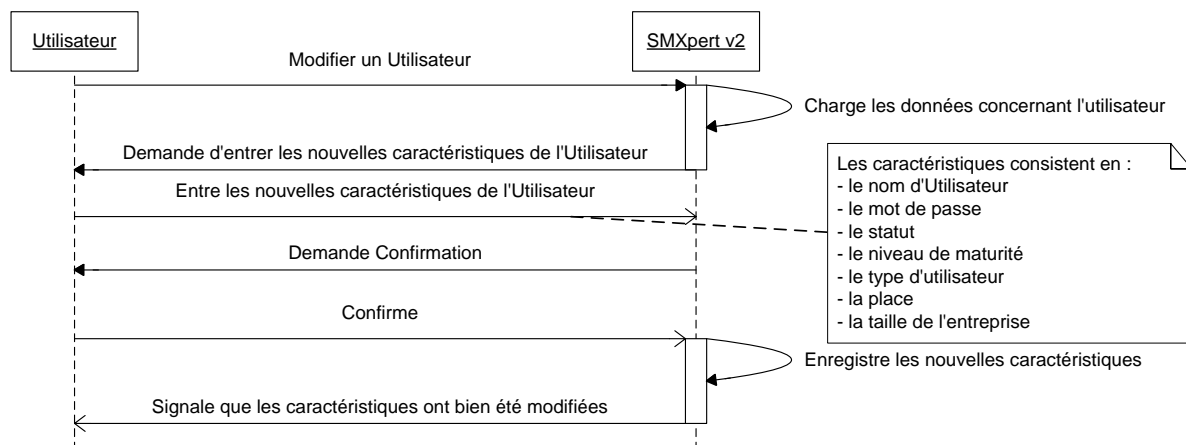 Utilisateur
SMXpert v2
Modifier un Utilisateur
Charge les données concernant l'utilisateur
Demande d'entrer les nouvelles caractéristiques de l'Utilisateur
Entre les nouvelles caractéristiques de l'Utilisateur
Les caractéristiques consistent en :
- le nom d'Utilisateur
- le mot de passe
- le statut
- le niveau de maturité
- le type d'utilisateur
- la place
- la taille de l'entreprise
Demande Confirmation
Confirme
Enregistre les nouvelles caractéristiques
Signale que les caractéristiques ont bien été modifiées